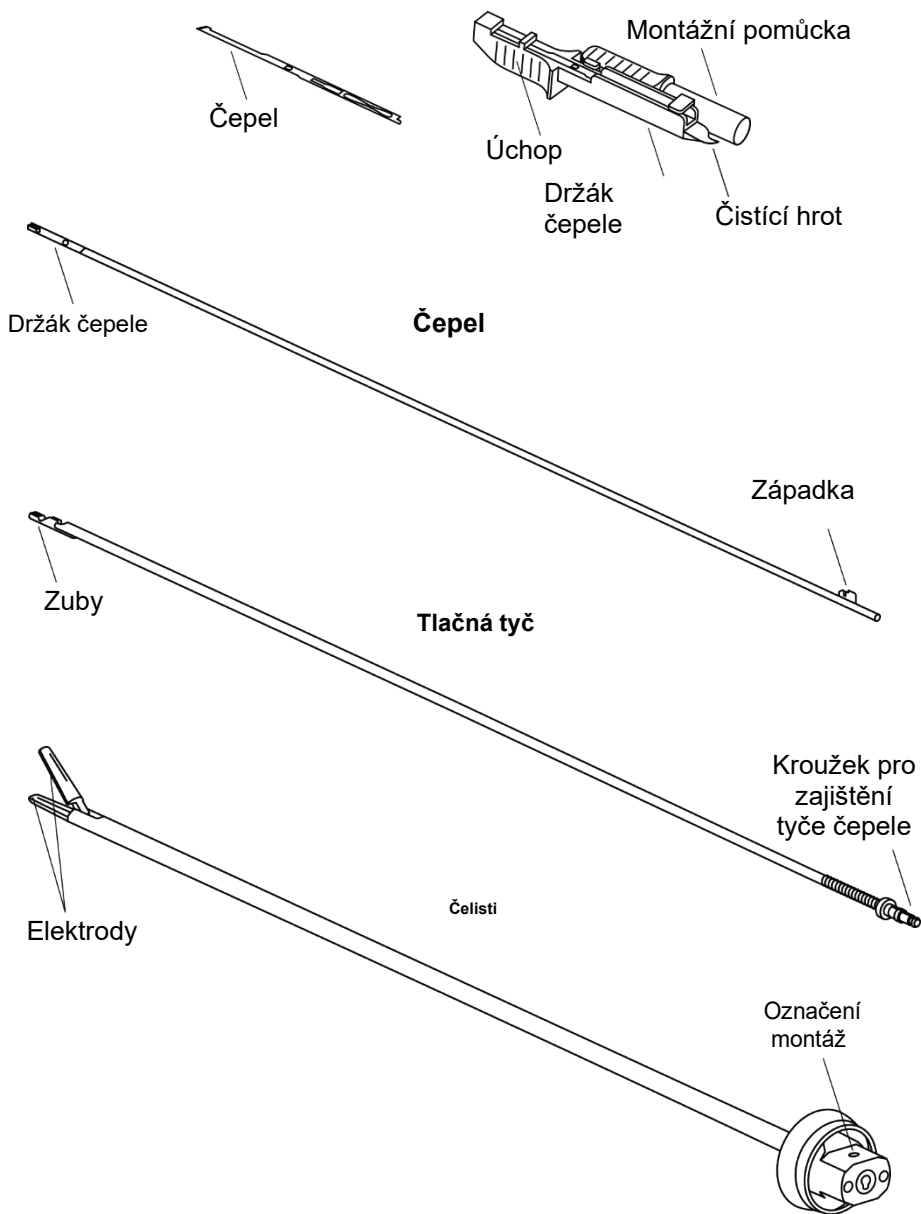 Montážní pomůcka
Čepel
Úchop
Držák
čepele
Čistící hrot
Držák čepele
Čepel
Západka
Zuby
Tlačná tyč
Kroužek pro
zajištění
tyče čepele
Čelisti
Elektrody
Označení
montáž